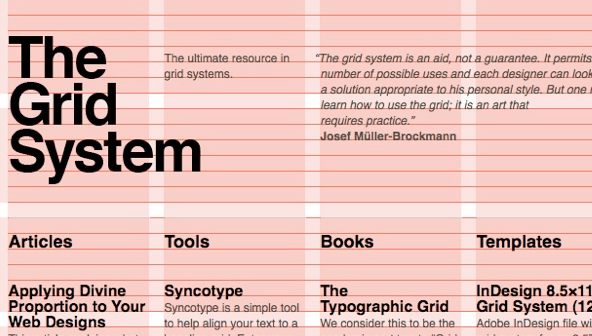 The
Grid
System
The ultimate resource in
grid systems.
“The grid system is an aid, not a guarantee. It permits
number of possible uses and each designer can look
a solution appropriate to his personal style. But one
learn how to use the grid; it is an art that
requires practice.”
Josef Müller-Brockmann
Articles
Tools
Books
Templates
Applying Divine
Proportion to Your
Web Designs
Syncotype
Syncotype is a simple tool
to help align your text to a
The
Typographic Grid
We consider this to be the
InDesign 8.5×11
Grid System (12
Adobe InDesign file wi